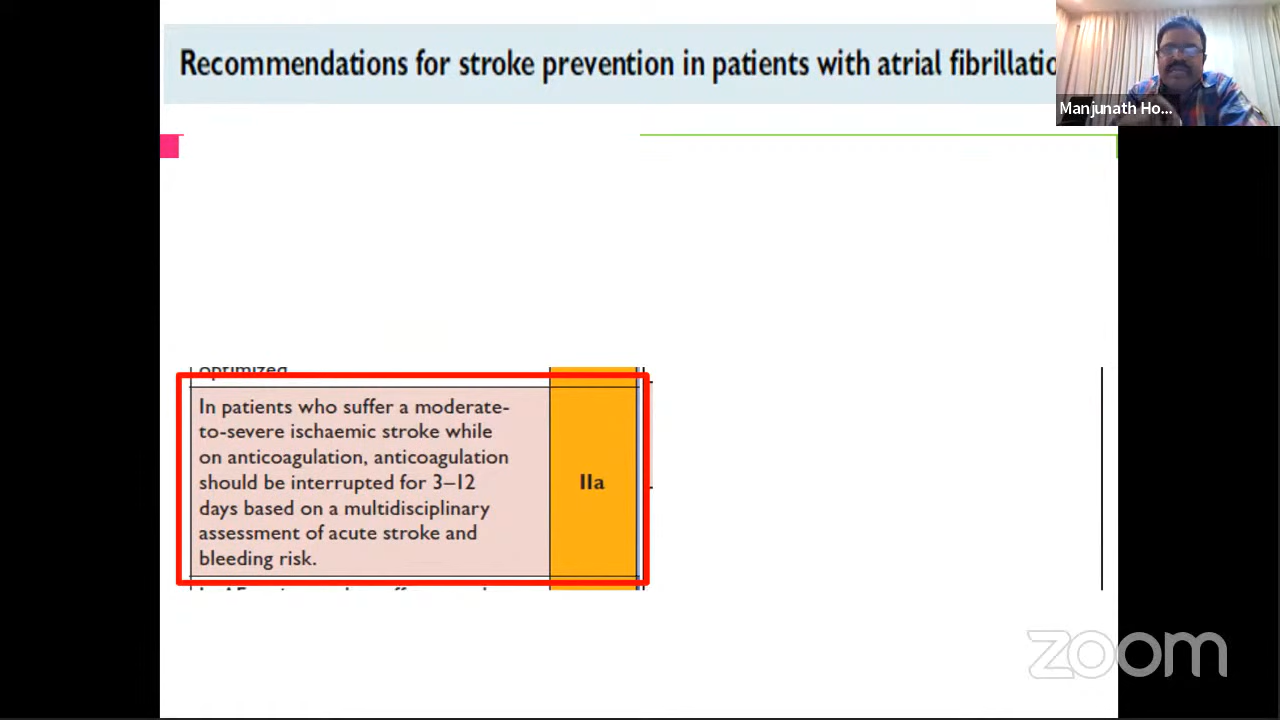 Recommendations for stroke prevention in patients with atrial fibrillatio
Manjunath Ho...
optimized
In patients who suffer a moderate-
to-severe ischaemic stroke while
on anticoagulation, anticoagulation
should be interrupted for 3–12
days based on a multidisciplinary
assessment of acute stroke and
bleeding risk.
IIa
zoom